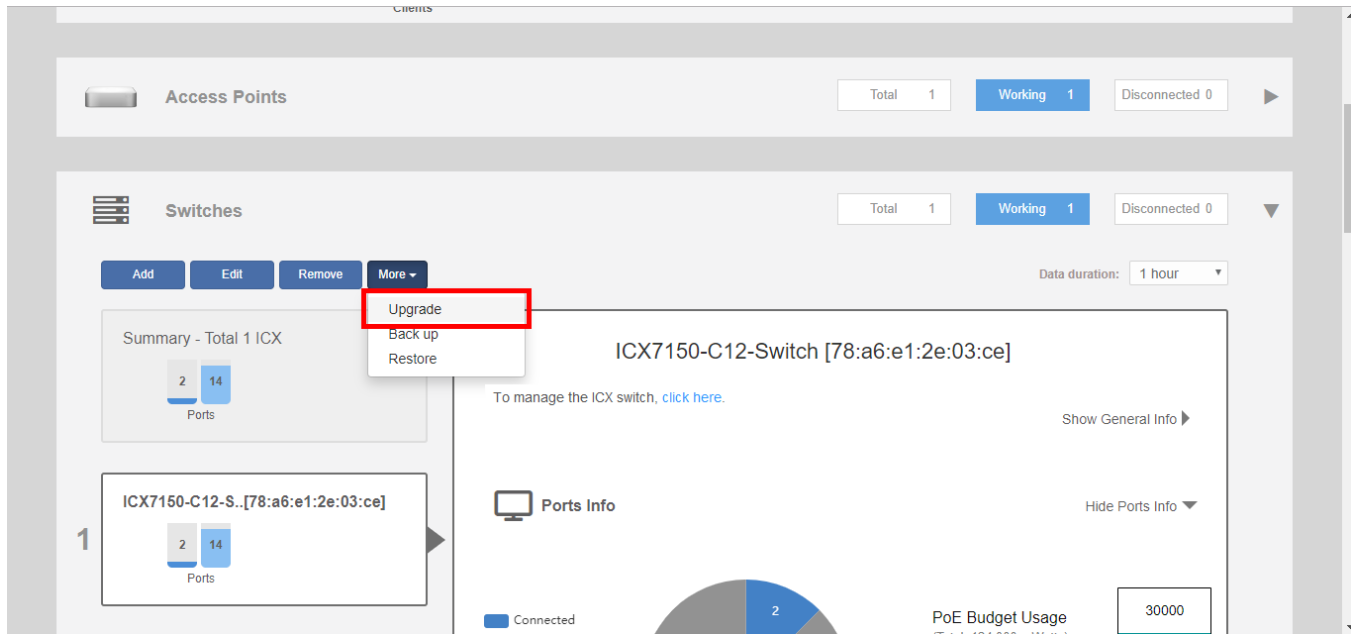 Clients
Access Points
Total 1
Working 1
Disconnected 0
Switches
Total 1
Working 1
Disconnected 0
Add
Edit
Remove
More
Data duration:
1 hour
Upgrade
Back up
Restore
Summary - Total 1 ICX
2 14
Ports
ICX7150-C12-Switch [78:a6:e1:2e:03:ce]
To manage the ICX switch, click here.
Show General Info
1
ICX7150-C12-S..[78:a6:e1:2e:03:ce]
2 14
Ports
Ports Info
Hide Ports Info
Connected
2
PoE Budget Usage
30000